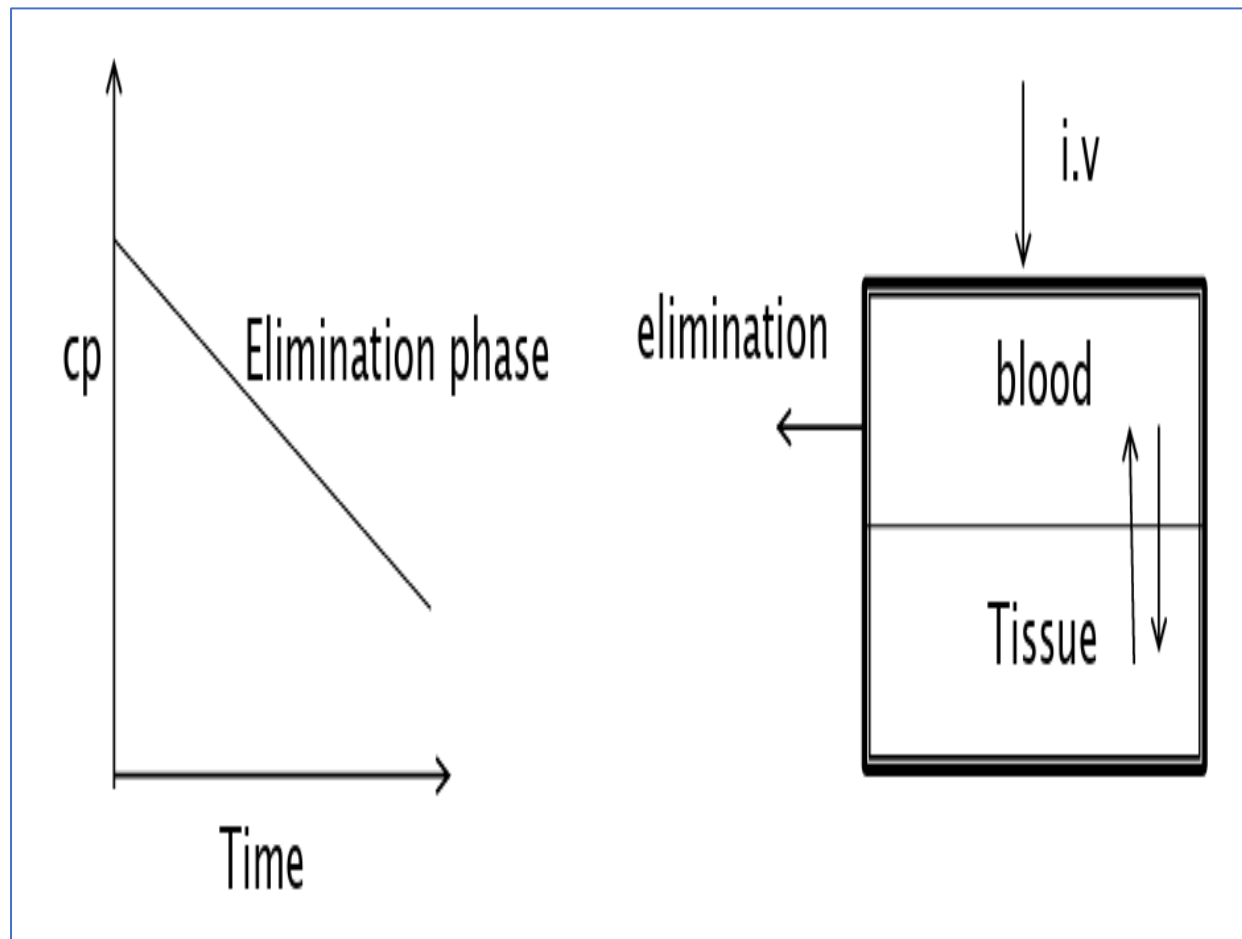 cp
Elimination phase
Time
i.v
elimination
blood
Tissue